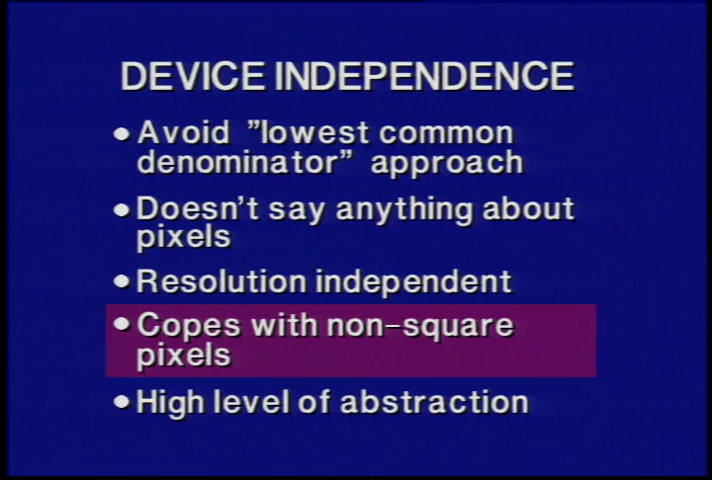 DEVICE INDEPENDENCE
● Avoid ”lowest common
denominator” approach
● Doesn't say anything about
pixels
● Resolution independent
● Copes with non-square
pixels
● High level of abstraction